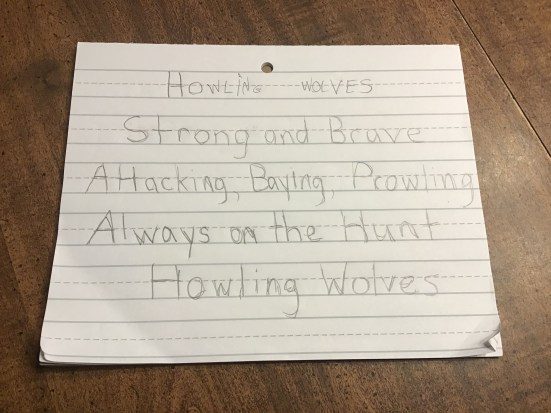 HOWLiNG WOLVES
Strong and Brave
Attacking, Baying, Prowling
Always on the Hunt
Howling Wolves